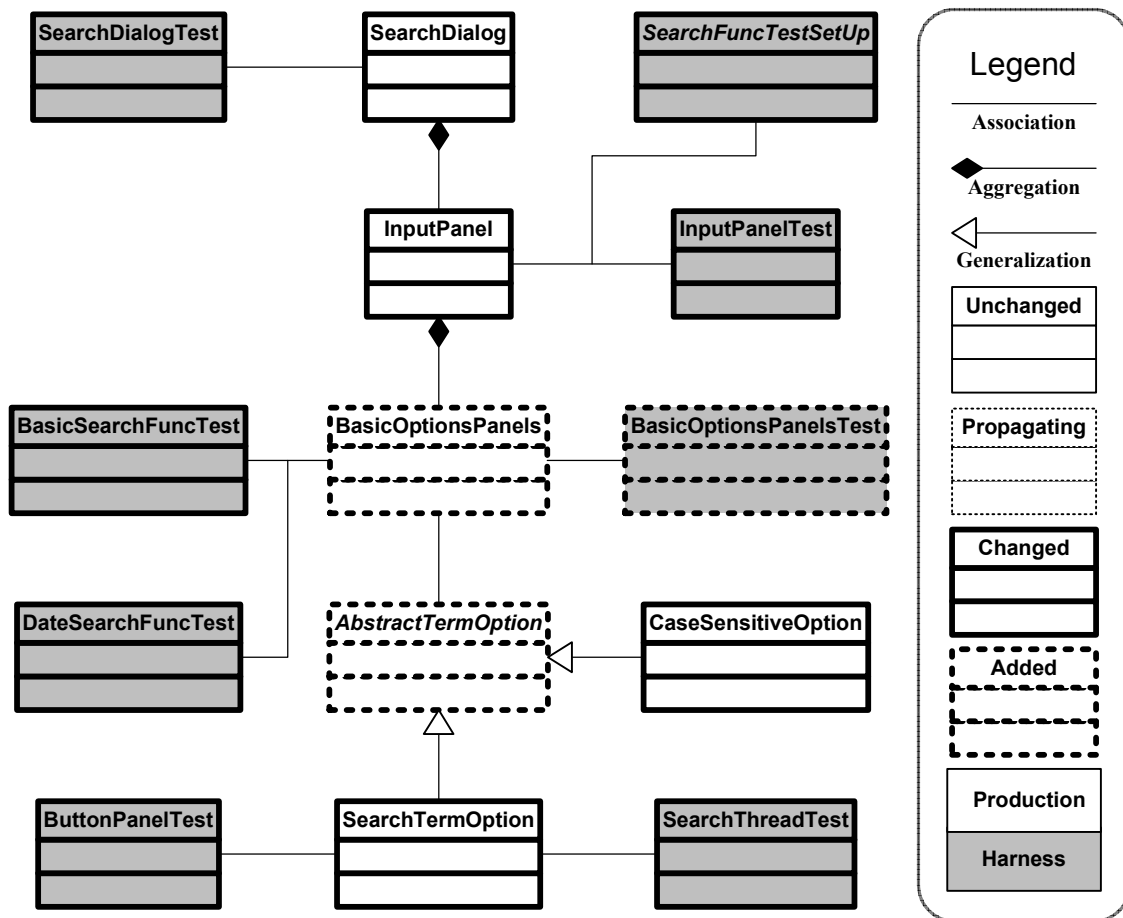 SearchDialogTest
SearchDialog
SearchFuncTestSetUp
InputPanel
InputPanelTest
BasicSearchFuncTest
BasicOptionsPanels
BasicOptionsPanelsTest
DateSearchFuncTest
AbstractTermOption
CaseSensitiveOption
ButtonPanelTest
SearchTermOption
SearchThreadTest
Legend
Association
Aggregation
Generalization
Unchanged
Propagating
Changed
Added
Production
Harness